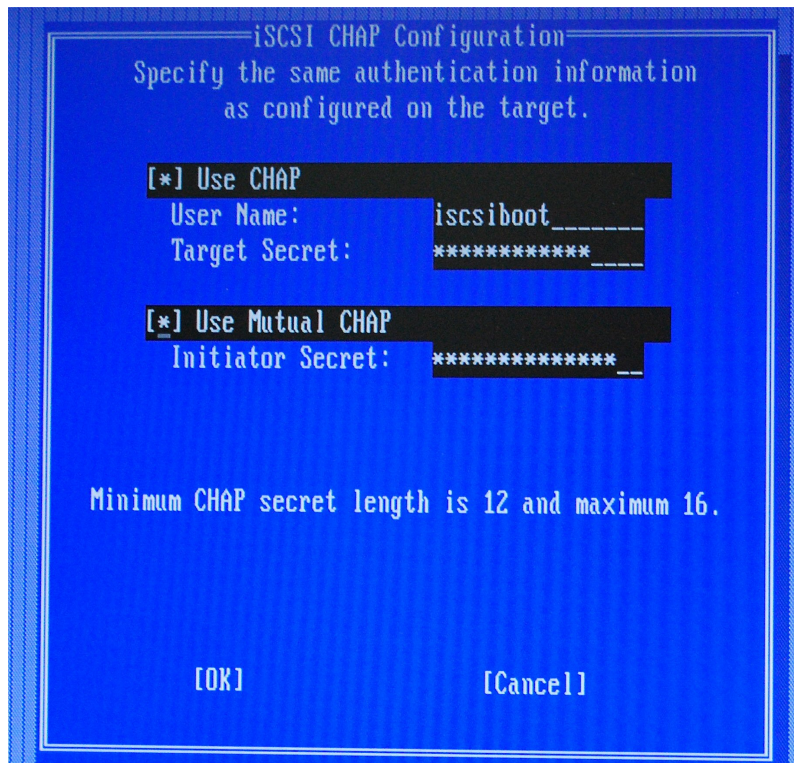 iSCSI CHAP Configuration
Specify the same authentication information
as configured on the target.
[*] Use CHAP
User Name: iscsiboot_______
Target Secret: ************____
[*] Use Mutual CHAP
Initiator Secret: **************__
Minimum CHAP secret length is 12 and maximum 16.
[OK] [Cancel]